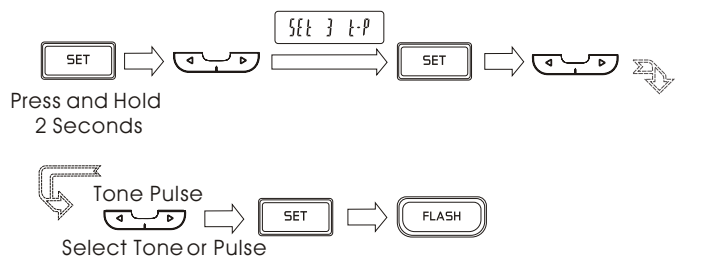 SET 3 t-P
SET
SET
Press and Hold
2 Seconds
Tone Pulse
SET
FLASH
Select Tone or Pulse